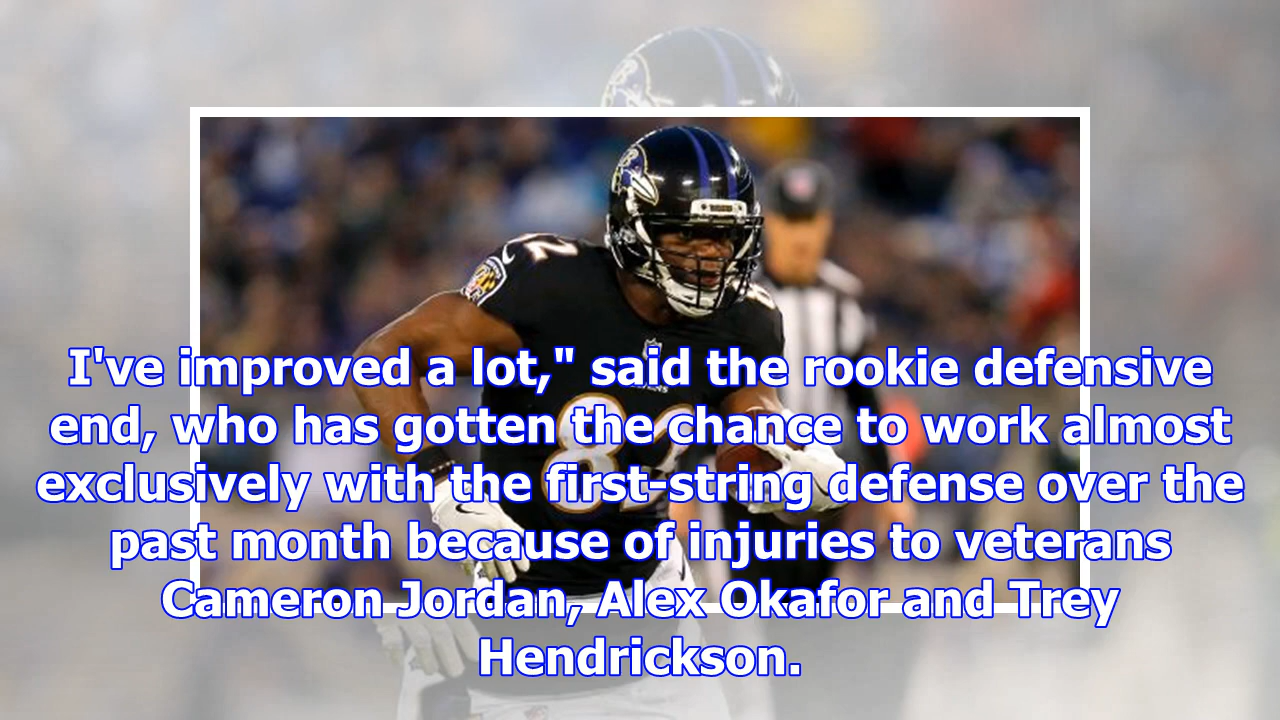 I've improved a lot," said the rookie defensive
end, who has gotten the chance to work almost
exclusively with the first-string defense over the
past month because of injuries to veterans
Cameron Jordan, Alex Okafor and Trey
Hendrickson.
82